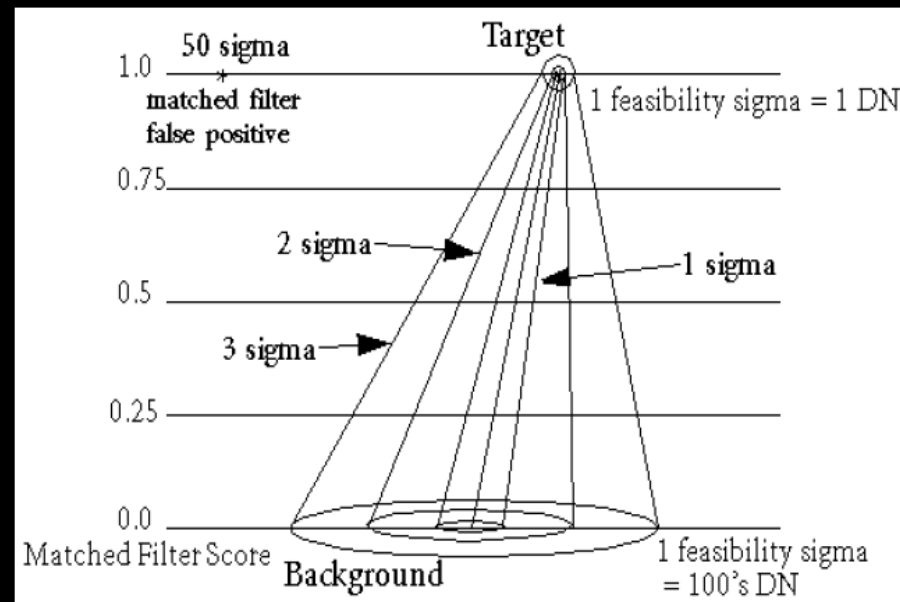 50 sigma
Target
1.0
matched filter
false positive
1 feasibility sigma = 1 DN
0.75
2 sigma
1 sigma
0.5
3 sigma
0.25
0.0
Matched Filter Score
Background
1 feasibility sigma
= 100's DN